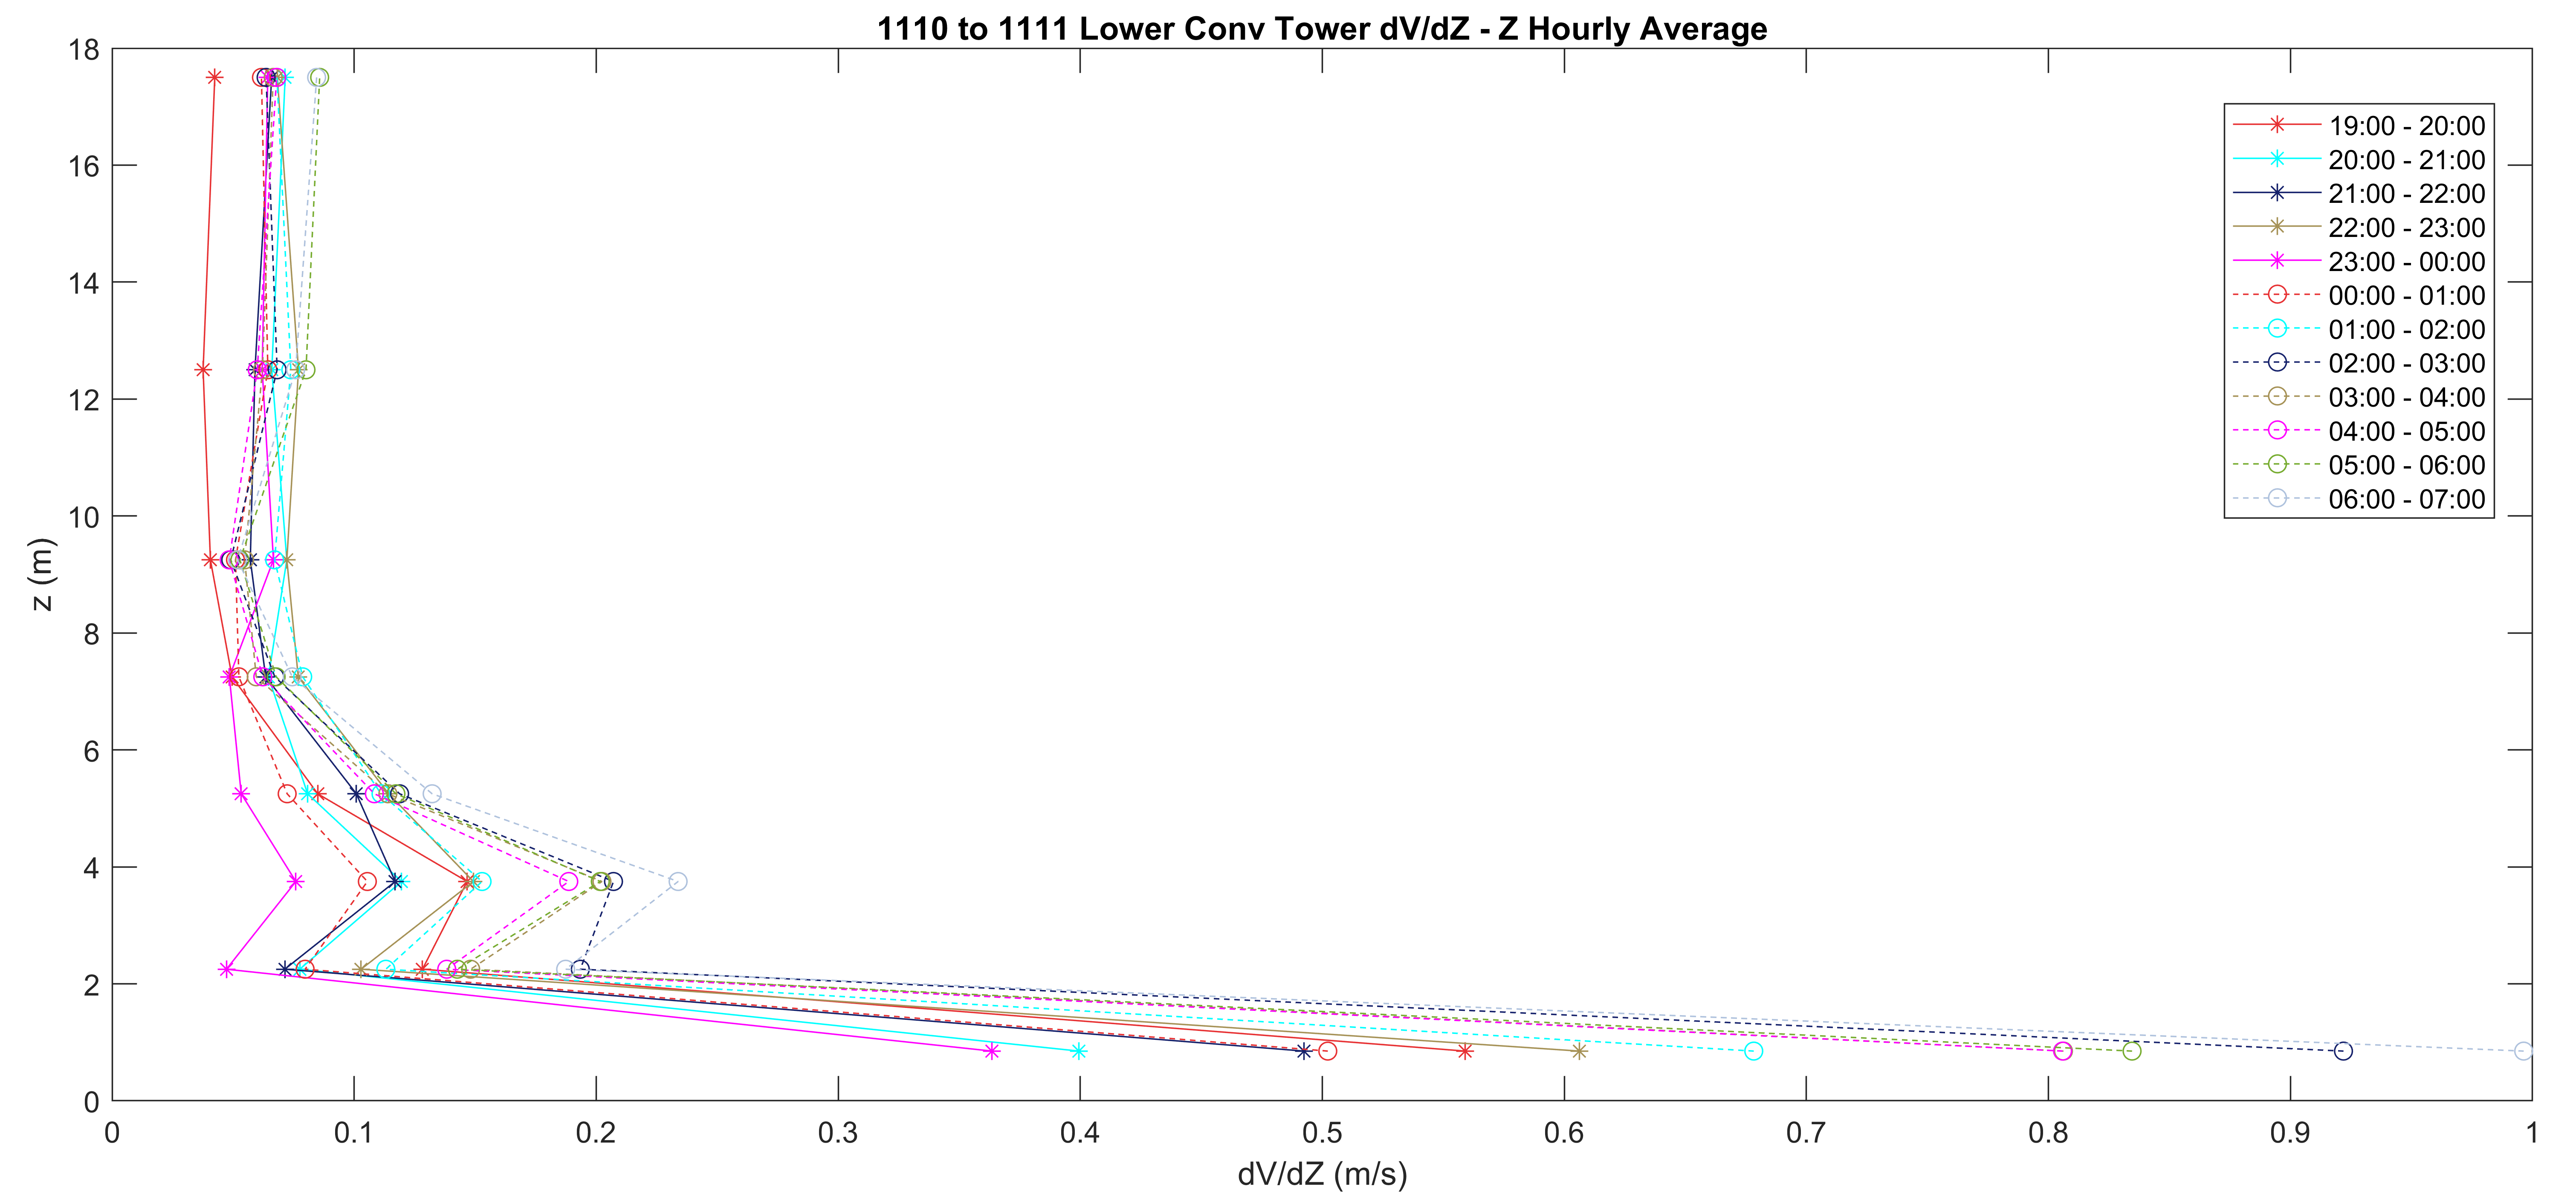 1110 to 1111 Lower Conv Tower dV/dZ - Z Hourly Average
18
16
14
12
10
8
6
4
2
0
z (m)
19:00 - 20:00
20:00 - 21:00
21:00 - 22:00
22:00 - 23:00
23:00 - 00:00
00:00 - 01:00
01:00 - 02:00
02:00 - 03:00
03:00 - 04:00
04:00 - 05:00
05:00 - 06:00
06:00 - 07:00
0 0.1 0.2 0.3 0.4 0.5 0.6 0.7 0.8 0.9 1
dV/dZ (m/s)